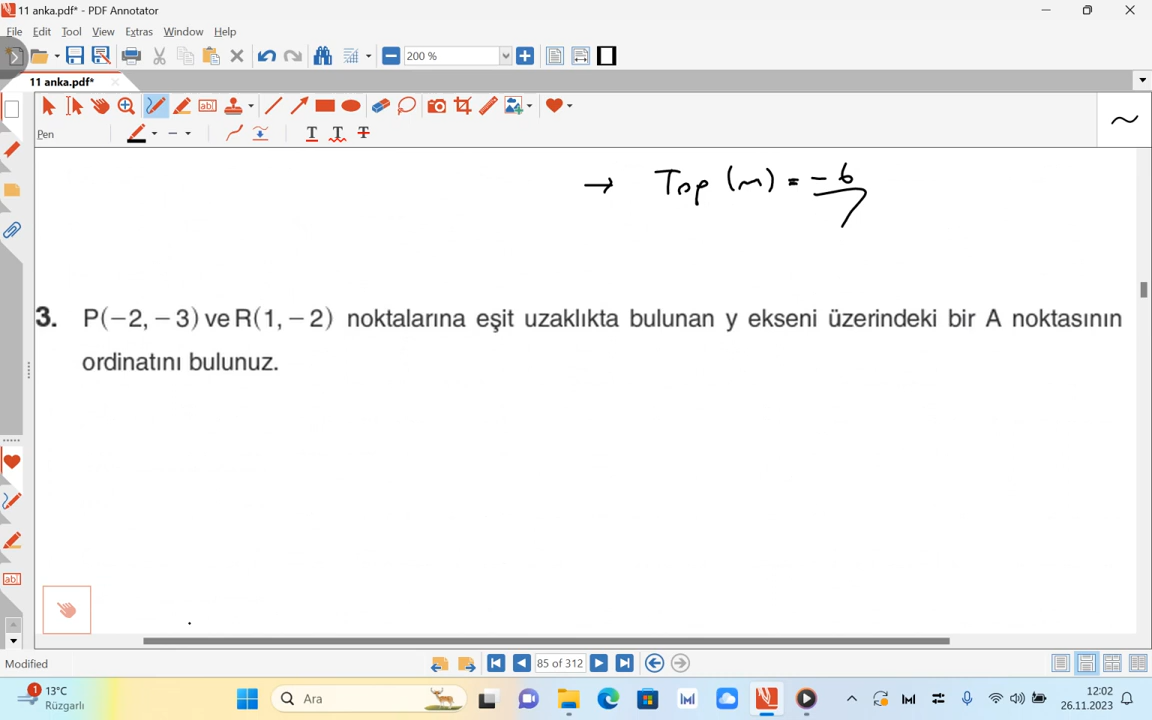 11 anka.pdf* - PDF Annotator
File Edit Tool View Extras Window Help
200 %
11 anka.pdf*
Pen
→ Top (m) = -6
3. P(−2, −3) ve R(1, −2) noktalarına eşit uzaklıkta bulunan y ekseni üzerindeki bir A noktasının
ordinatını bulunuz.
85 of 312
Modified
1
13°C
Rüzgarlı
Ara
12:02
26.11.2023